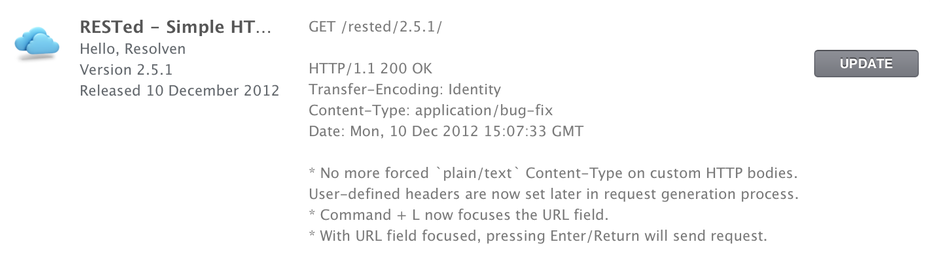 RESTed - Simple HT...
Hello, Resolven
Version 2.5.1
Released 10 December 2012
GET /rested/2.5.1/
HTTP/1.1 200 OK
Transfer-Encoding: Identity
Content-Type: application/bug-fix
Date: Mon, 10 Dec 2012 15:07:33 GMT
* No more forced `plain/text` Content-Type on custom HTTP bodies.
User-defined headers are now set later in request generation process.
* Command + L now focuses the URL field.
* With URL field focused, pressing Enter/Return will send request.
UPDATE